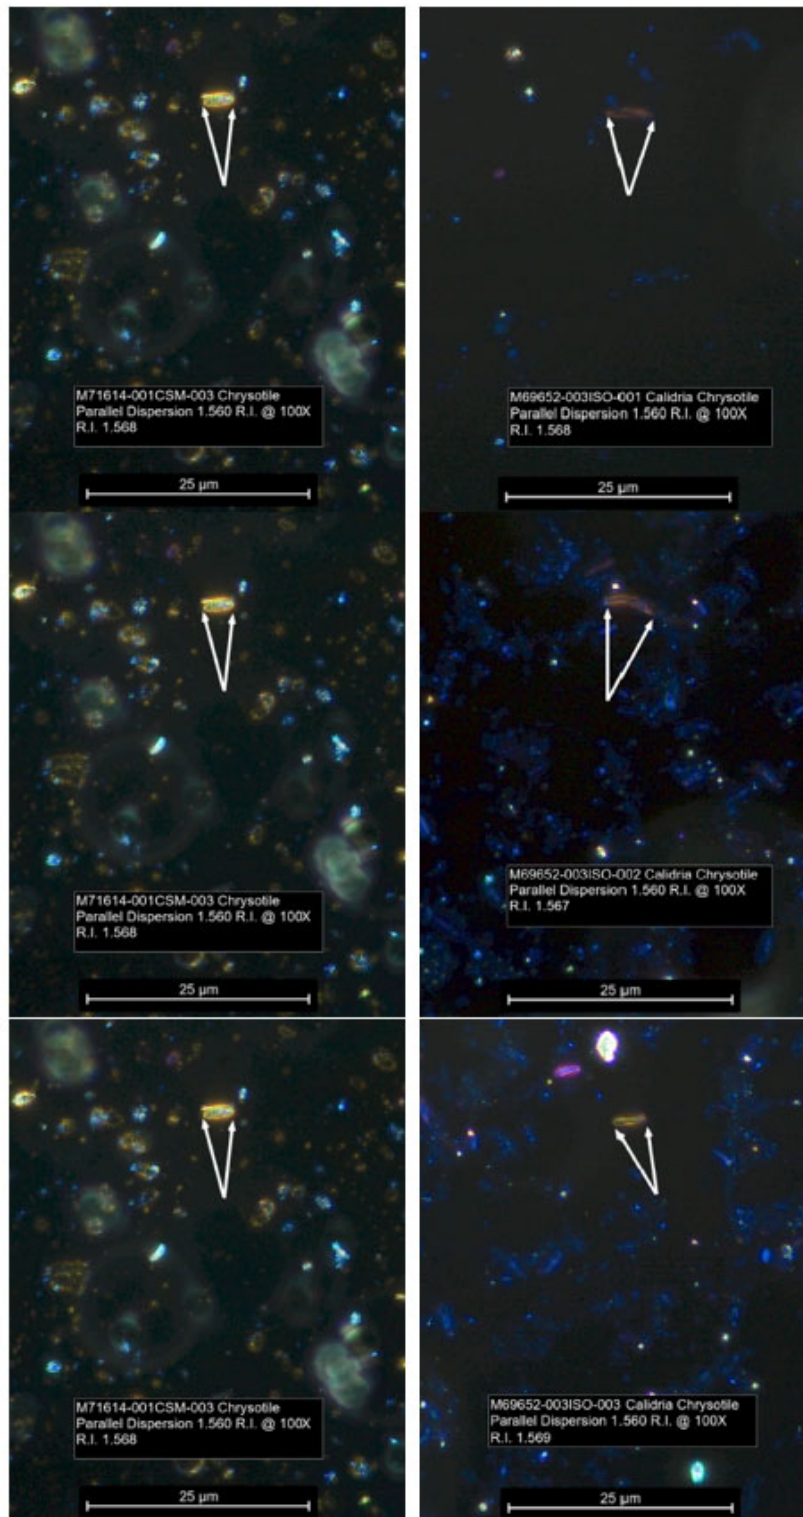 M71614-001CSM-003 Chrysotile
Parallel Dispersion 1.560 R.I. @ 100X
R.I. 1.568
25 µm
M69652-003ISO-001 Calidria Chrysotile
Parallel Dispersion 1.560 R.I. @ 100X
R.I. 1.568
25 µm
M71614-001CSM-003 Chrysotile
Parallel Dispersion 1.560 R.I. @ 100X
R.I. 1.568
25 µm
M69652-003ISO-002 Calidria Chrysotile
Parallel Dispersion 1.560 R.I. @ 100X
R.I. 1.567
25 µm
M71614-001CSM-003 Chrysotile
Parallel Dispersion 1.560 R.I. @ 100X
R.I. 1.568
25 µm
M69652-003ISO-003 Calidria Chrysotile
Parallel Dispersion 1.560 R.I. @ 100X
R.I. 1.569
25 µm